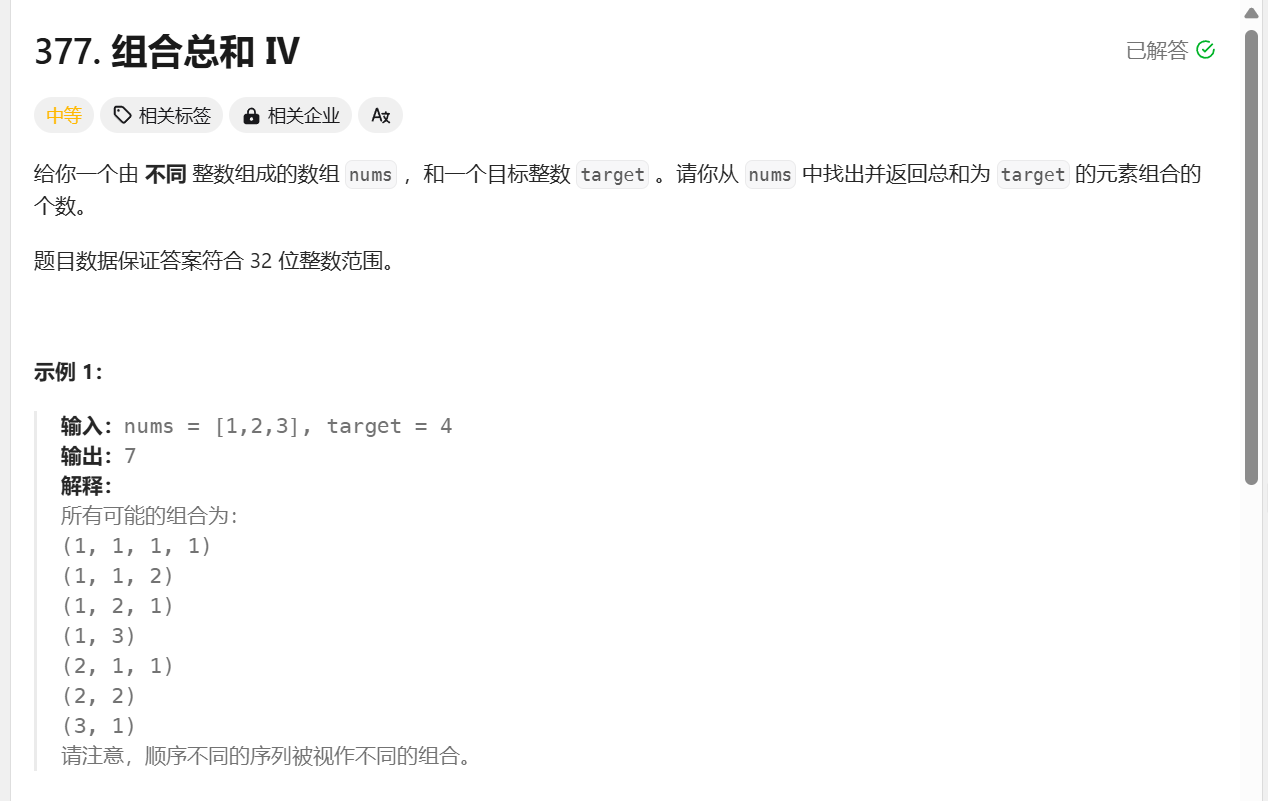 377. 组合总和 Ⅳ
已解答
中等 相关标签 相关企业 Az
给你一个由 不同 整数组成的数组 nums ，和一个目标整数 target 。请你从 nums 中找出并返回总和为 target 的元素组合的
个数。
题目数据保证答案符合 32 位整数范围。
示例 1：
输入：nums = [1,2,3], target = 4
输出：7
解释：
所有可能的组合为：
(1, 1, 1, 1)
(1, 1, 2)
(1, 2, 1)
(1, 3)
(2, 1, 1)
(2, 2)
(3, 1)
请注意，顺序不同的序列被视作不同的组合。